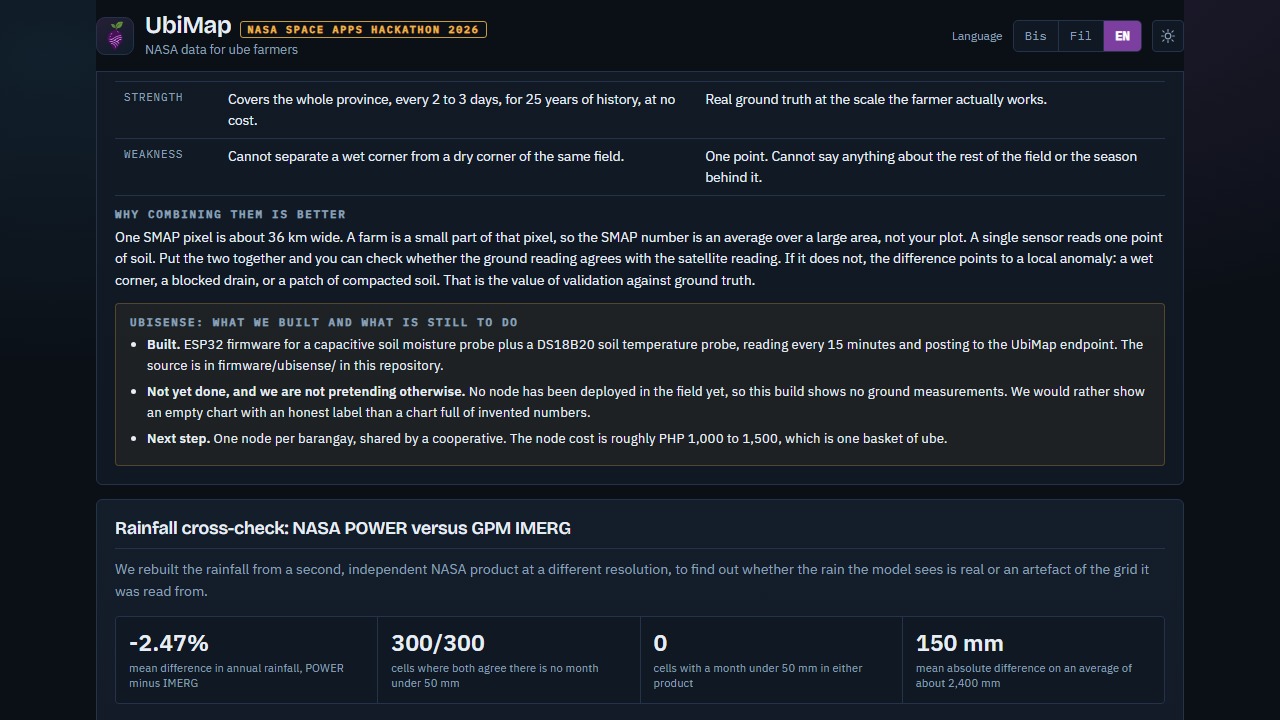 UbiMap NASA SPACE APPS HACKATHON 2026
NASA data for ube farmers
Language Bis Fil EN
STRENGTH Covers the whole province, every 2 to 3 days, for 25 years of history, at no Real ground truth at the scale the farmer actually works.
cost.
WEAKNESS Cannot separate a wet corner from a dry corner of the same field. One point. Cannot say anything about the rest of the field or the season
behind it.
WHY COMBINING THEM IS BETTER
One SMAP pixel is about 36 km wide. A farm is a small part of that pixel, so the SMAP number is an average over a large area, not your plot. A single sensor reads one point
of soil. Put the two together and you can check whether the ground reading agrees with the satellite reading. If it does not, the difference points to a local anomaly: a wet
corner, a blocked drain, or a patch of compacted soil. That is the value of validation against ground truth.
UBISENSE: WHAT WE BUILT AND WHAT IS STILL TO DO
Built. ESP32 firmware for a capacitive soil moisture probe plus a DS18B20 soil temperature probe, reading every 15 minutes and posting to the UbiMap endpoint. The
source is in firmware/ubisense/ in this repository.
Not yet done, and we are not pretending otherwise. No node has been deployed in the field yet, so this build shows no ground measurements. We would rather show
an empty chart with an honest label than a chart full of invented numbers.
Next step. One node per barangay, shared by a cooperative. The node cost is roughly PHP 1,000 to 1,500, which is one basket of ube.
Rainfall cross-check: NASA POWER versus GPM IMERG
We rebuilt the rainfall from a second, independent NASA product at a different resolution, to find out whether the rain the model sees is real or an artefact of the grid it
was read from.
-2.47%
mean difference in annual rainfall, POWER
minus IMERG
300/300
cells where both agree there is no month
under 50 mm
0
cells with a month under 50 mm in either
product
150 mm
mean absolute difference on an average of
about 2,400 mm